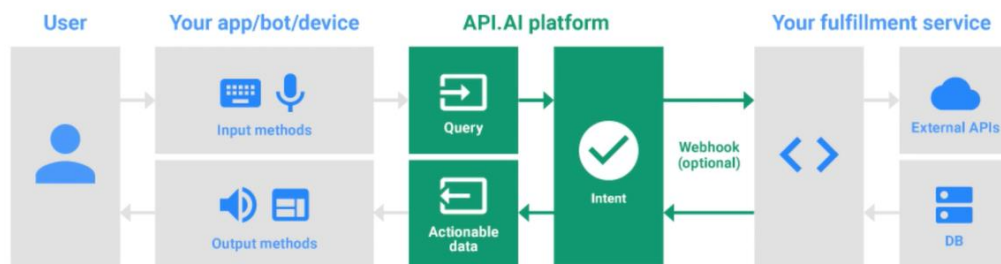 User
Your app/bot/device
API.AI platform
Your fulfillment service
Input methods
Query
External APIs
Webhook
(optional)
Intent
Output methods
Actionable
data
DB